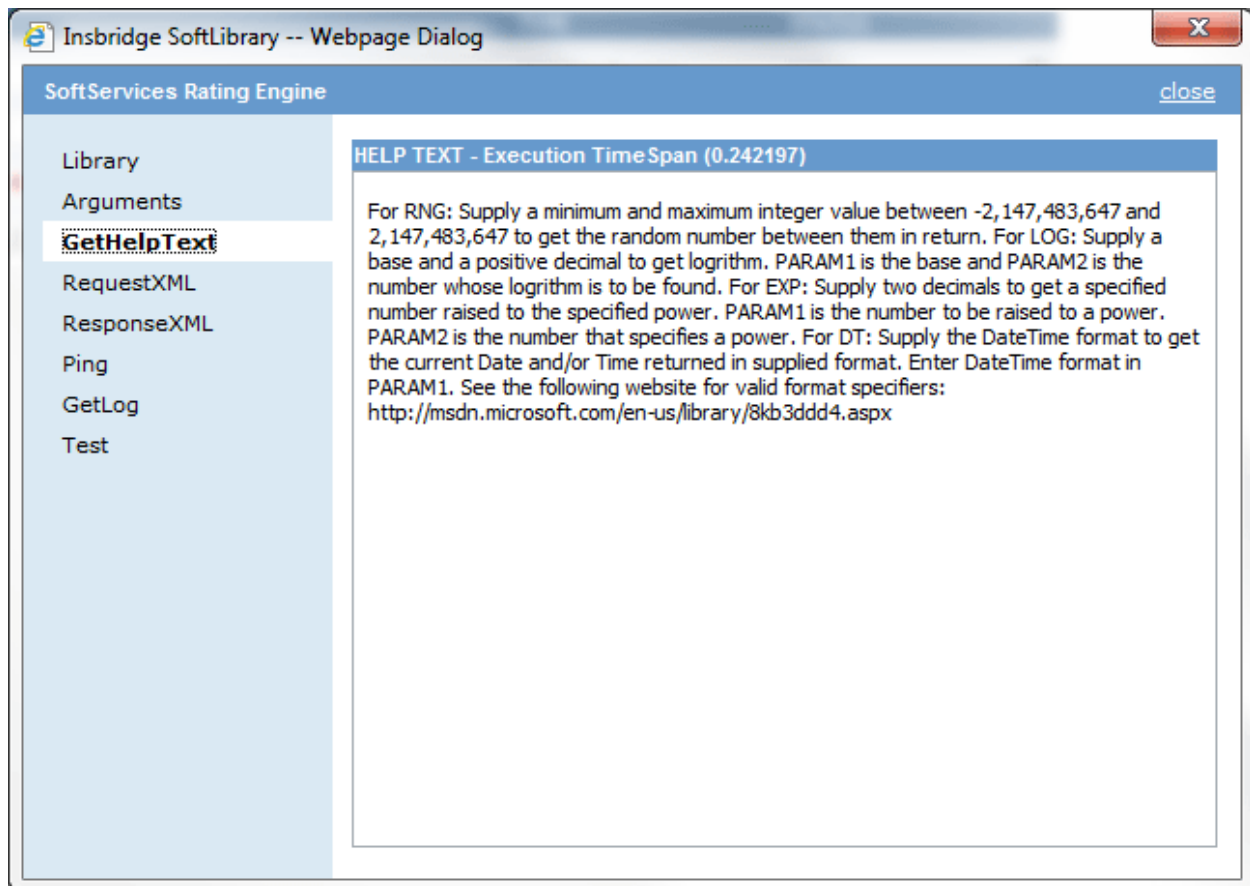 Insbridge SoftLibrary -- Webpage Dialog
X
SoftServices Rating Engine
close
Library
Arguments
GetHelpText
RequestXML
ResponseXML
Ping
GetLog
Test
HELP TEXT - Execution TimeSpan (0.242197)
For RNG: Supply a minimum and maximum integer value between -2,147,483,647 and
2,147,483,647 to get the random number between them in return. For LOG: Supply a
base and a positive decimal to get logrithm. PARAM1 is the base and PARAM2 is the
number whose logrithm is to be found. For EXP: Supply two decimals to get a specified
number raised to the specified power. PARAM1 is the number to be raised to a power.
PARAM2 is the number that specifies a power. For DT: Supply the DateTime format to get
the current Date and/or Time returned in supplied format. Enter DateTime format in
PARAM1. See the following website for valid format specifiers:
http://msdn.microsoft.com/en-us/library/8kb3ddd4.aspx